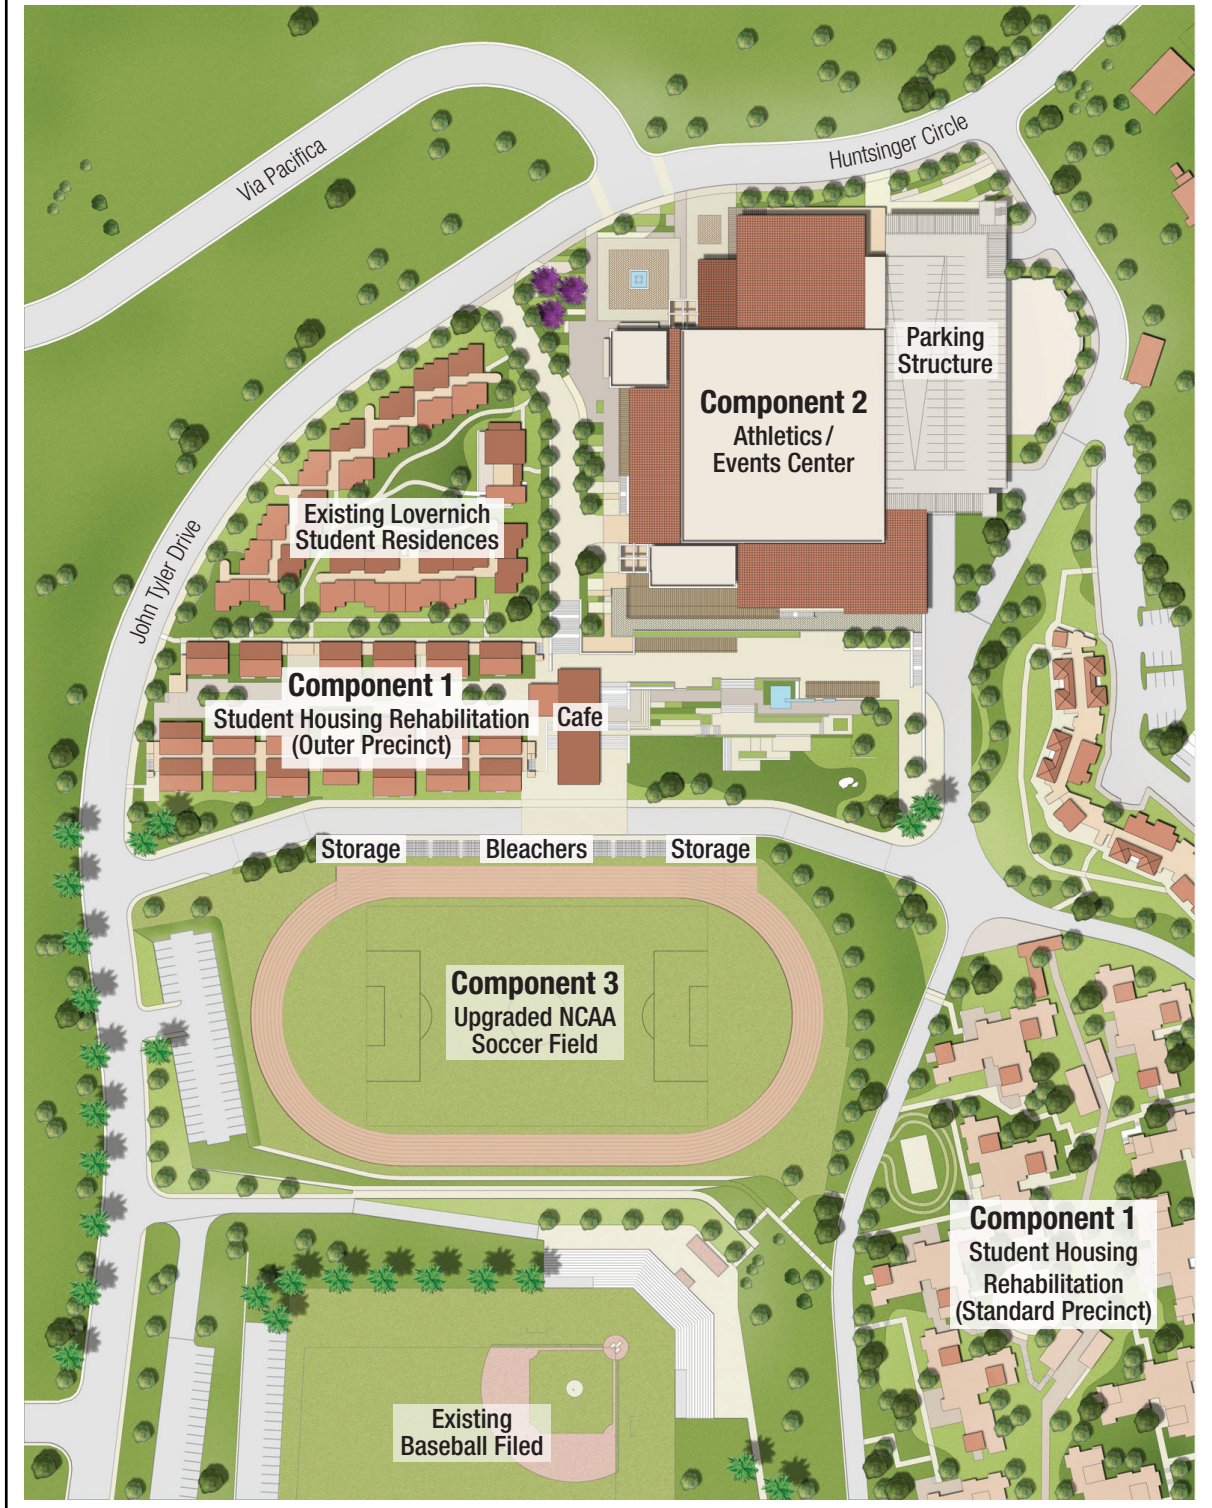 Via Pacifica
Huntsinger Circle
Parking
Structure
Component 2
Athletics /
Events Center
Existing Lovernich
Student Residences
John Tyler Drive
Component 1
Student Housing Rehabilitation
(Outer Precinct)
Cafe
Storage
Bleachers
Storage
Component 3
Upgraded NCAA
Soccer Field
Component 1
Student Housing
Rehabilitation
(Standard Precinct)
Existing
Baseball Filed